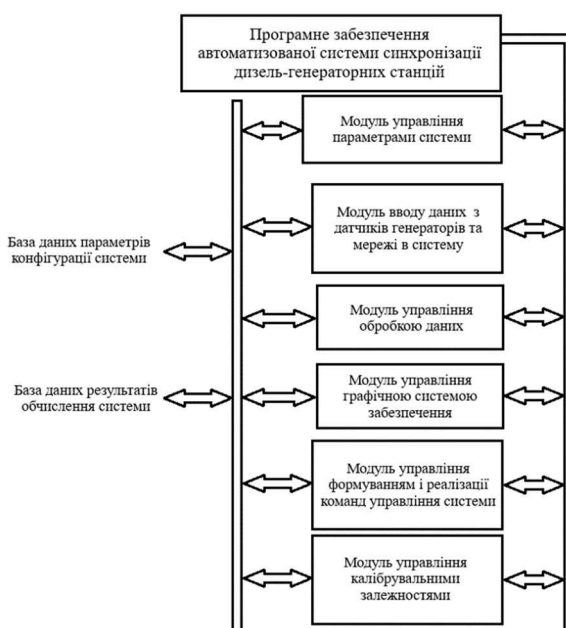 Програмне забезпечення
автоматизованої системи синхронізації
дизель-генераторних станцій
Модуль управління
параметрами системи
Модуль вводу даних з
датчиків генераторів та
мережі в систему
База даних параметрів
конфігурації системи
Модуль управління
обробкою даних
Модуль управління
графічною системою
забезпечення
База даних результатів
обчислення системи
Модуль управління
формуванням і реалізації
команд управління системи
Модуль управління
калібрувальними
залежностями